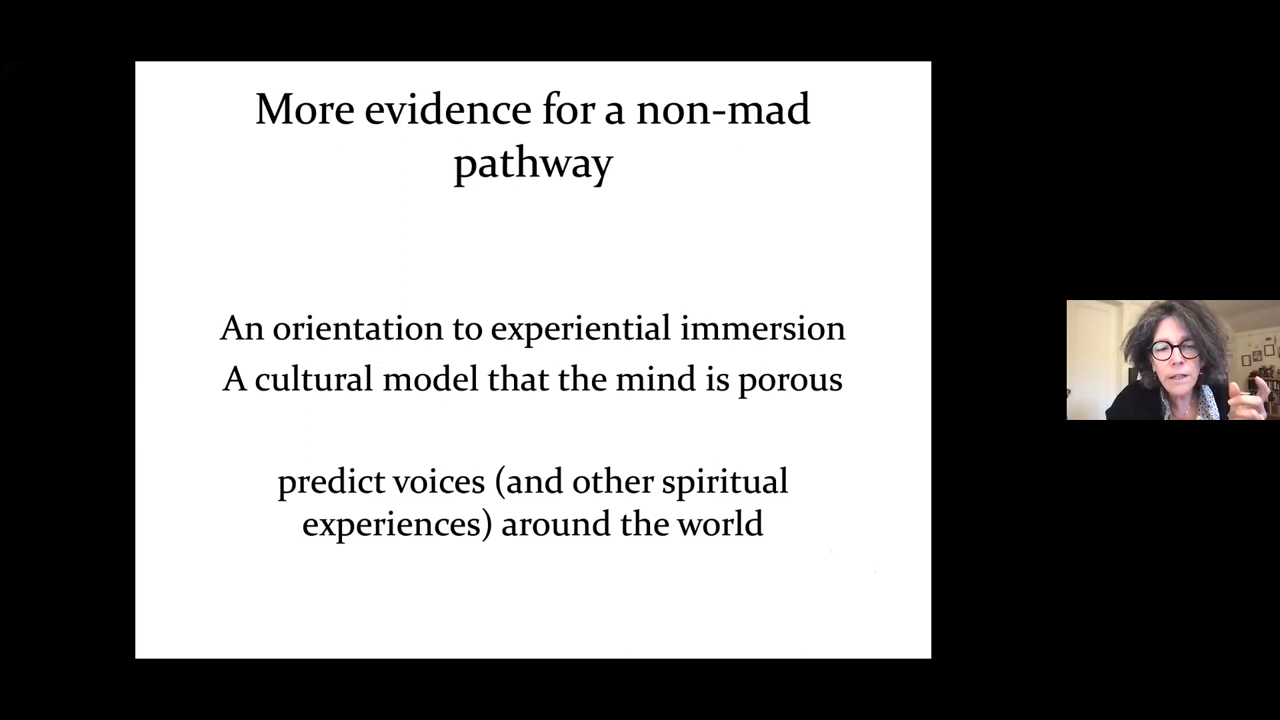 More evidence for a non-mad
pathway
An orientation to experiential immersion
A cultural model that the mind is porous
predict voices (and other spiritual
experiences) around the world